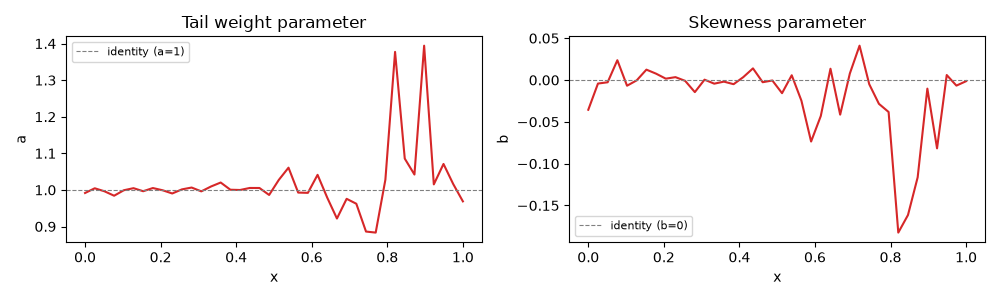 Tail weight parameter
1.4
1.3
1.2
1.1
1.0
0.9
a
identity (a=1)
0.0 0.2 0.4 0.6 0.8 1.0
x
Skewness parameter
0.05
0.00
−0.05
−0.10
−0.15
b
identity (b=0)
0.0 0.2 0.4 0.6 0.8 1.0
x